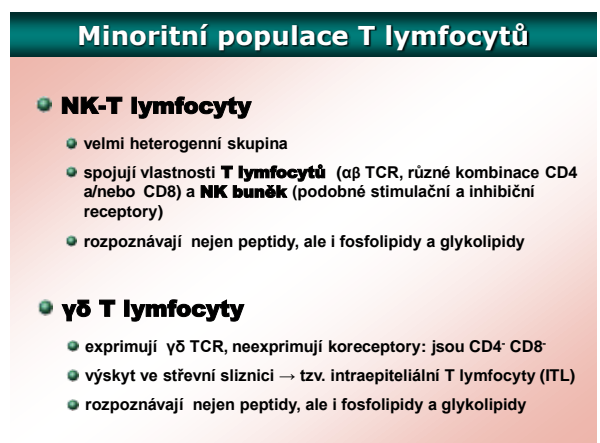 Minoritní populace T lymfocytů
NK-T lymfocyty
velmi heterogenní skupina
spojují vlastnosti T lymfocytů (αβ TCR, různé kombinace CD4
a/nebo CD8) a NK buněk (podobné stimulační a inhibiční
receptory)
rozpoznávají nejen peptidy, ale i fosfolipidy a glykolipidy
γδ T lymfocyty
exprimují γδ TCR, neexprimují koreceptory: jsou CD4⁻ CD8⁻
výskyt ve střevní sliznici → tzv. intraepiteliální T lymfocyty (ITL)
rozpoznávají nejen peptidy, ale i fosfolipidy a glykolipidy